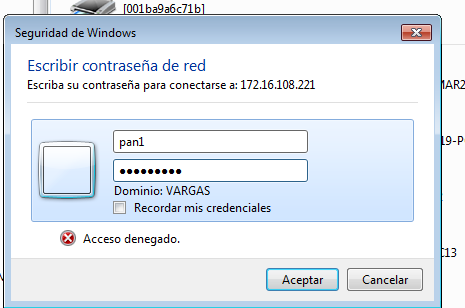 [001ba9a6c71b]
Seguridad de Windows
Escribir contraseña de red
Escriba su contraseña para conectarse a: 172.16.108.221
MAR2
pan1
19-P
●●●●●●●●●
Dominio: VARGAS
Recordar mis credenciales
Acceso denegado.
C13
Aceptar
Cancelar